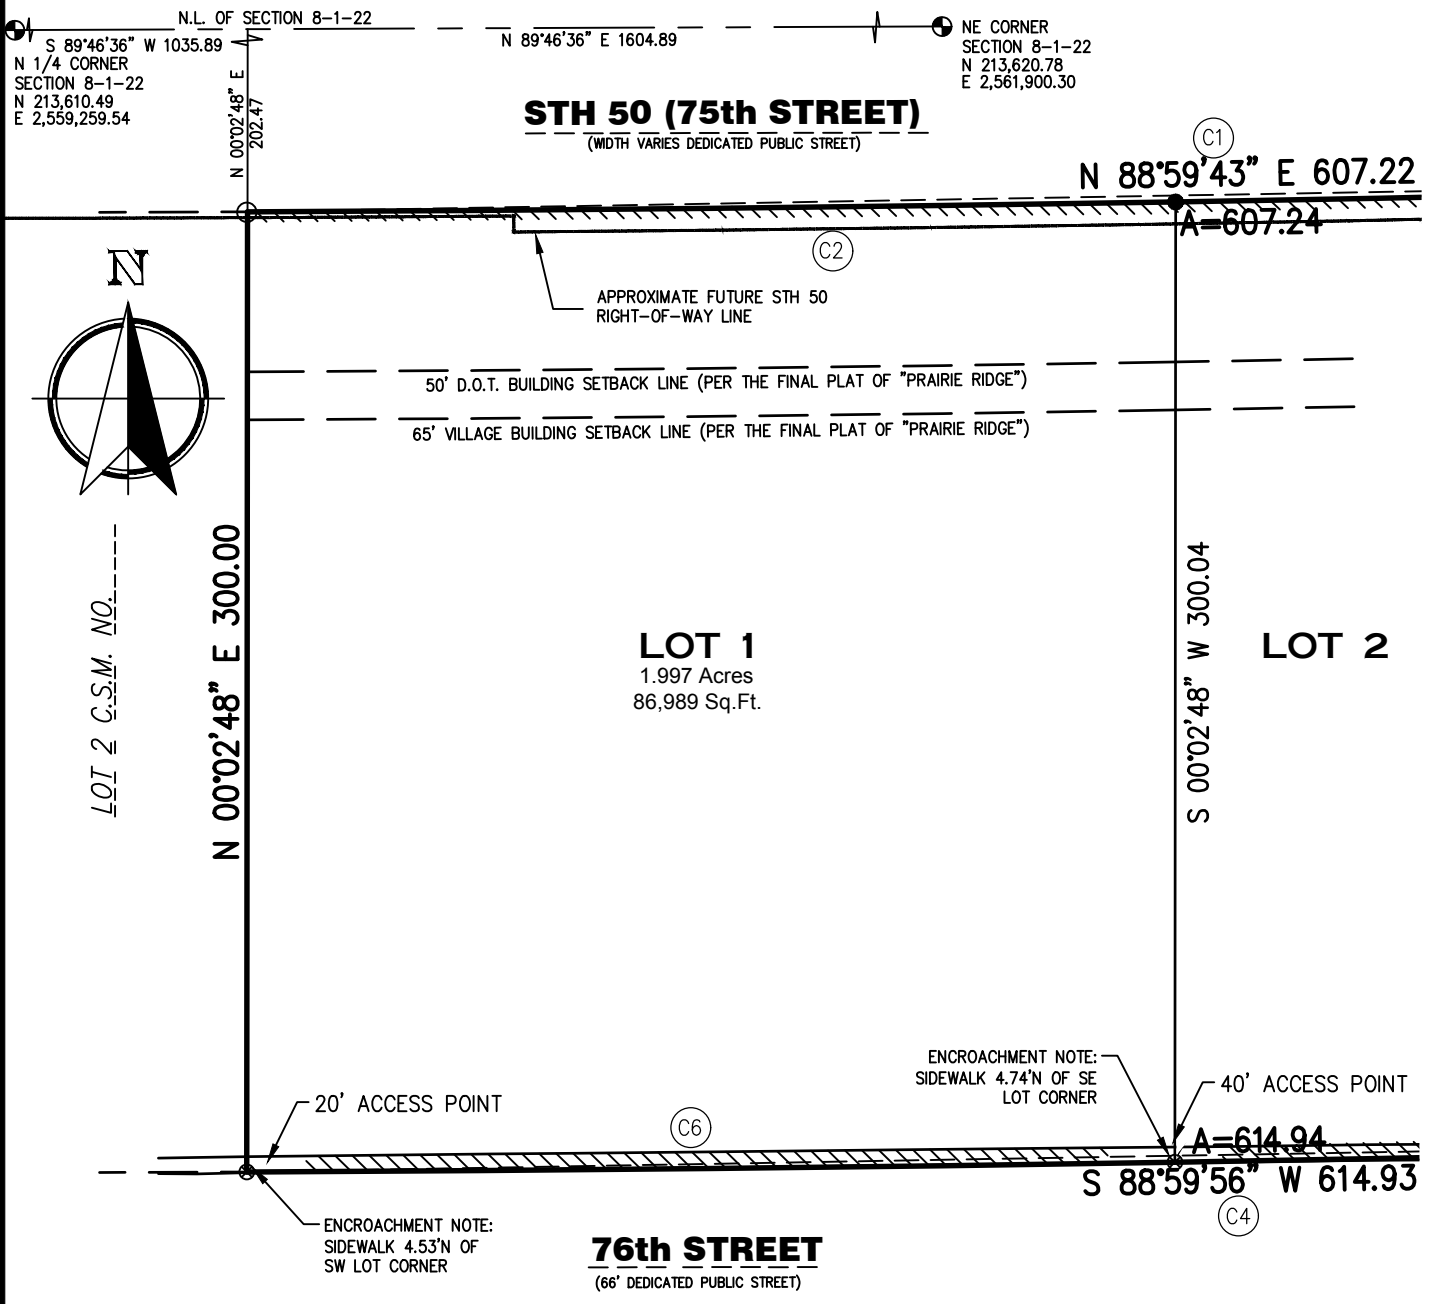 N.L. OF SECTION 8-1-22
S 89°46'36" W 1035.89
N 89°46'36" E 1604.89
N 1/4 CORNER
SECTION 8-1-22
N 213,610.49
E 2,559,259.54
NE CORNER
SECTION 8-1-22
N 213,620.78
E 2,561,900.30
N 00°02'48" E
202.47
STH 50 (75th STREET)
(WIDTH VARIES DEDICATED PUBLIC STREET)
C1
N 88°59'43" E 607.22
A=607.24
C2
N
APPROXIMATE FUTURE STH 50
RIGHT-OF-WAY LINE
50' D.O.T. BUILDING SETBACK LINE (PER THE FINAL PLAT OF "PRAIRIE RIDGE")
65' VILLAGE BUILDING SETBACK LINE (PER THE FINAL PLAT OF "PRAIRIE RIDGE")
LOT 2 C.S.M. NO.______
N 00°02'48" E 300.00
LOT 1
1.997 Acres
86,989 Sq.Ft.
S 00°02'48" W 300.04
LOT 2
ENCROACHMENT NOTE:
SIDEWALK 4.74'N OF SE
LOT CORNER
40' ACCESS POINT
20' ACCESS POINT
C6
A=614.94
S 88°59'56" W 614.93
C4
ENCROACHMENT NOTE:
SIDEWALK 4.53'N OF
SW LOT CORNER
76th STREET
(66' DEDICATED PUBLIC STREET)